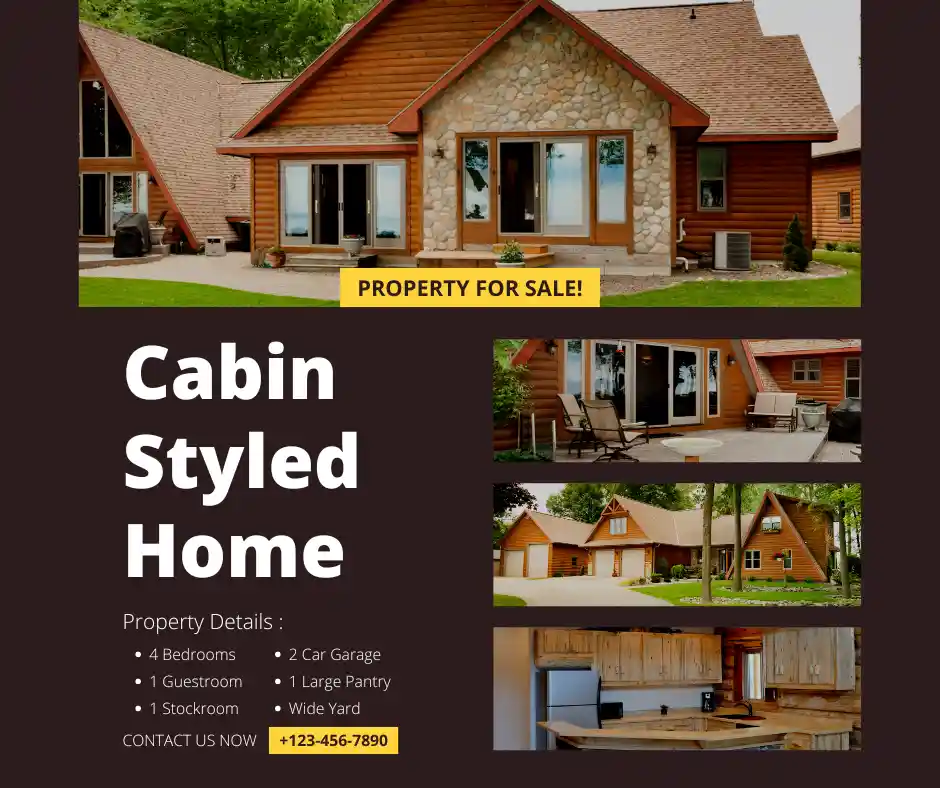 PROPERTY FOR SALE!
Cabin
Styled
Home
Property Details :
• 4 Bedrooms
• 1 Guestroom
• 1 Stockroom
• 2 Car Garage
• 1 Large Pantry
• Wide Yard
CONTACT US NOW +123-456-7890